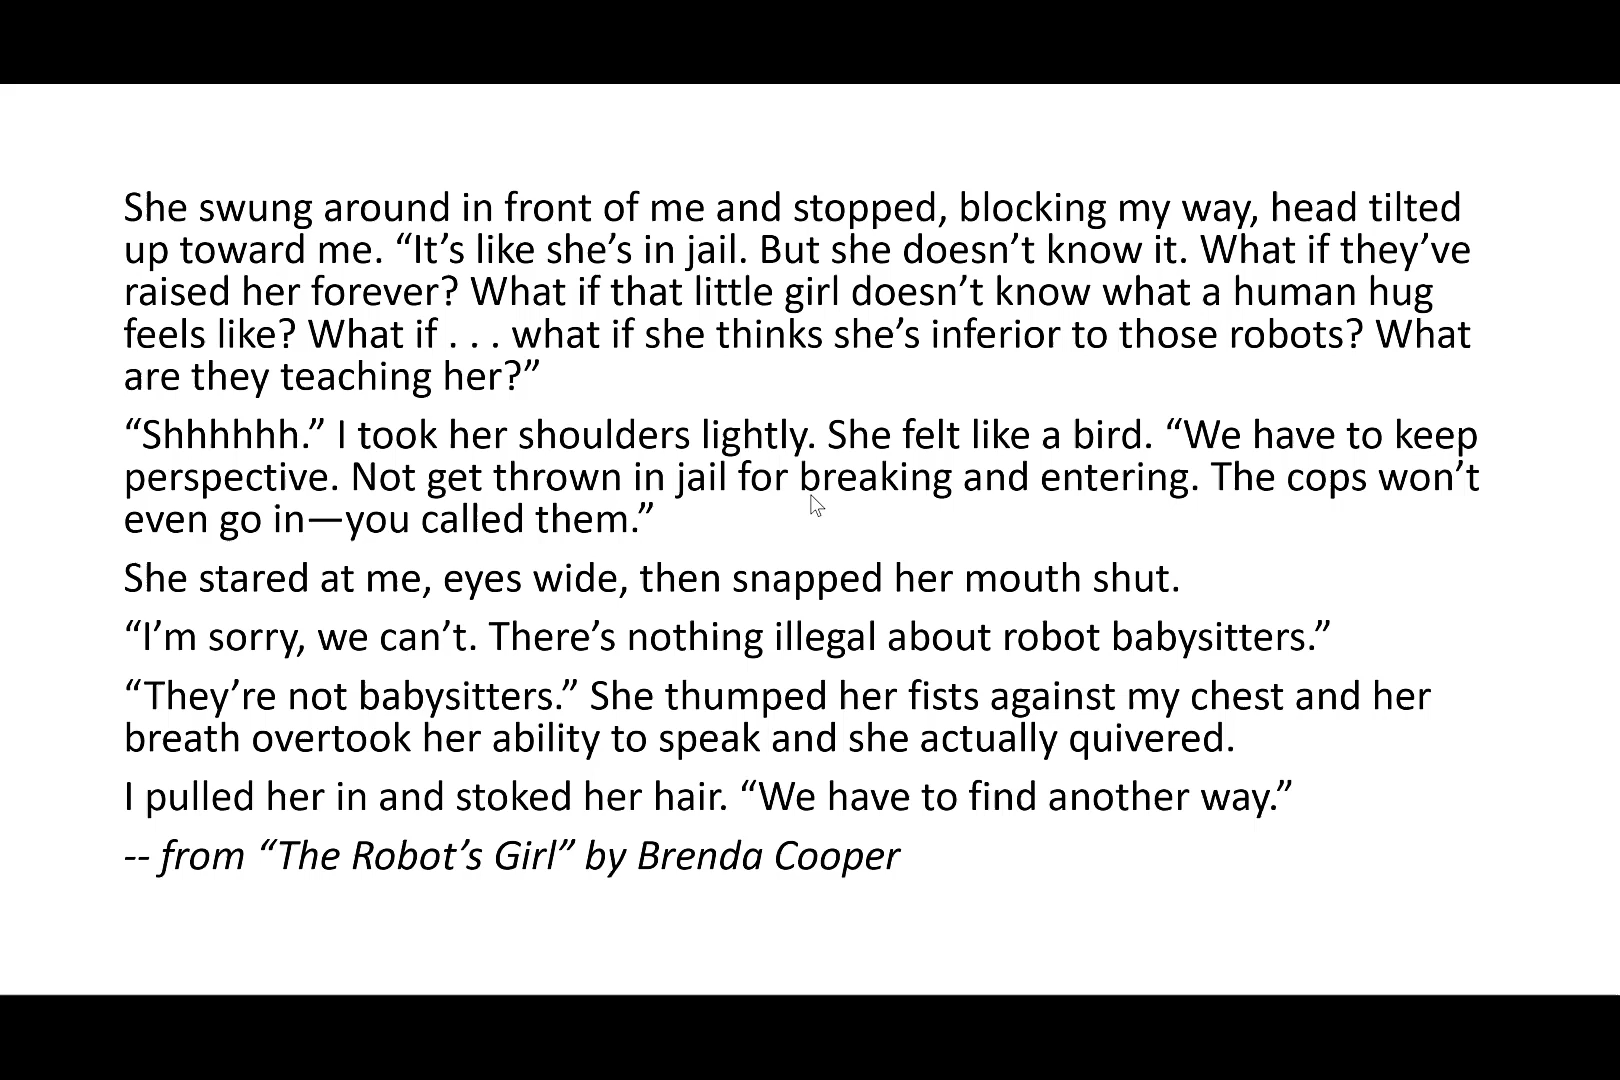 She swung around in front of me and stopped, blocking my way, head tilted
up toward me. “It’s like she’s in jail. But she doesn’t know it. What if they’ve
raised her forever? What if that little girl doesn’t know what a human hug
feels like? What if . . . what if she thinks she’s inferior to those robots? What
are they teaching her?”
“Shhhhhh.” I took her shoulders lightly. She felt like a bird. “We have to keep
perspective. Not get thrown in jail for breaking and entering. The cops won’t
even go in—you called them.”
She stared at me, eyes wide, then snapped her mouth shut.
“I’m sorry, we can’t. There’s nothing illegal about robot babysitters.”
“They’re not babysitters.” She thumped her fists against my chest and her
breath overtook her ability to speak and she actually quivered.
I pulled her in and stoked her hair. “We have to find another way.”
-- from “The Robot’s Girl” by Brenda Cooper